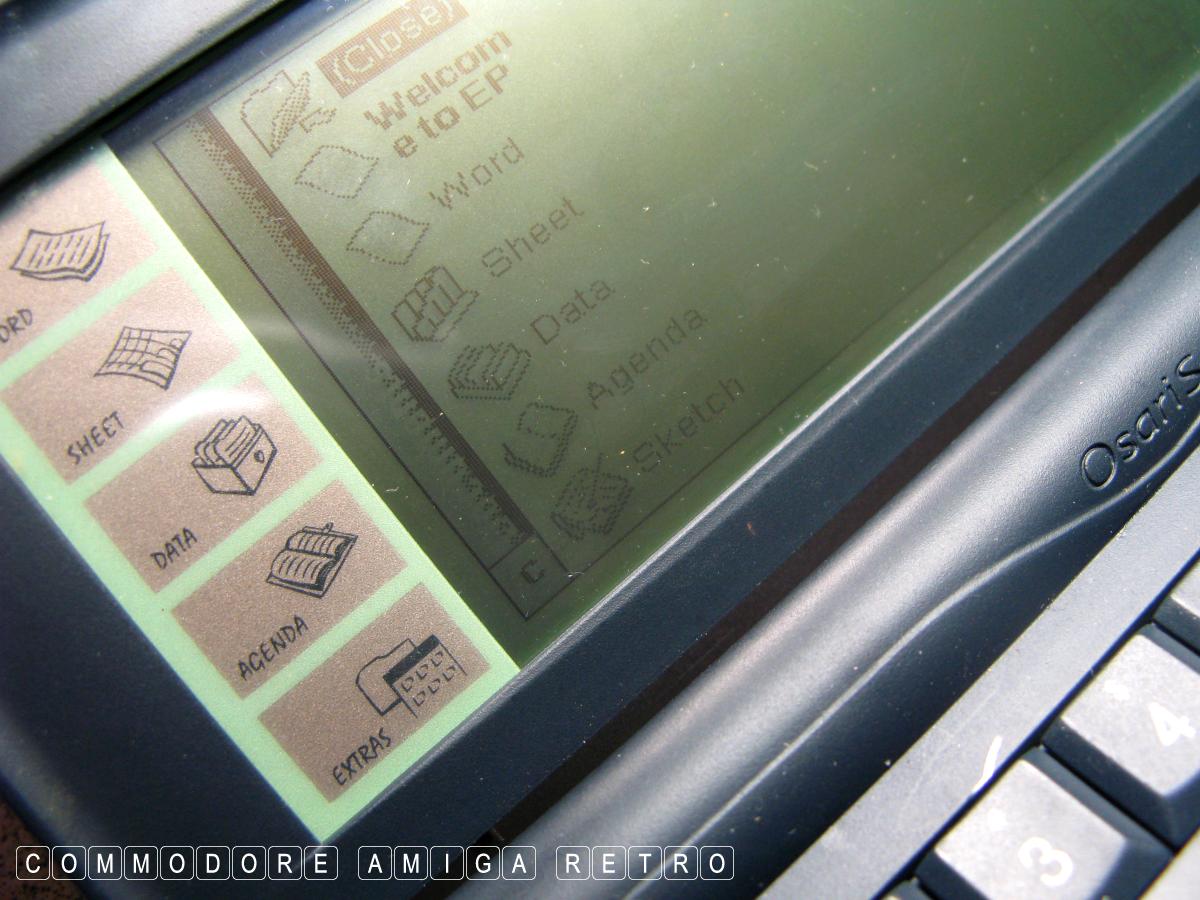 (Close)
Welcom
e to EP
Word
Sheet
Data
Agenda
Sketch
C
ORD
SHEET
DATA
AGENDA
EXTRAS
Osaris
4
3
COMMODORE AMIGA RETRO